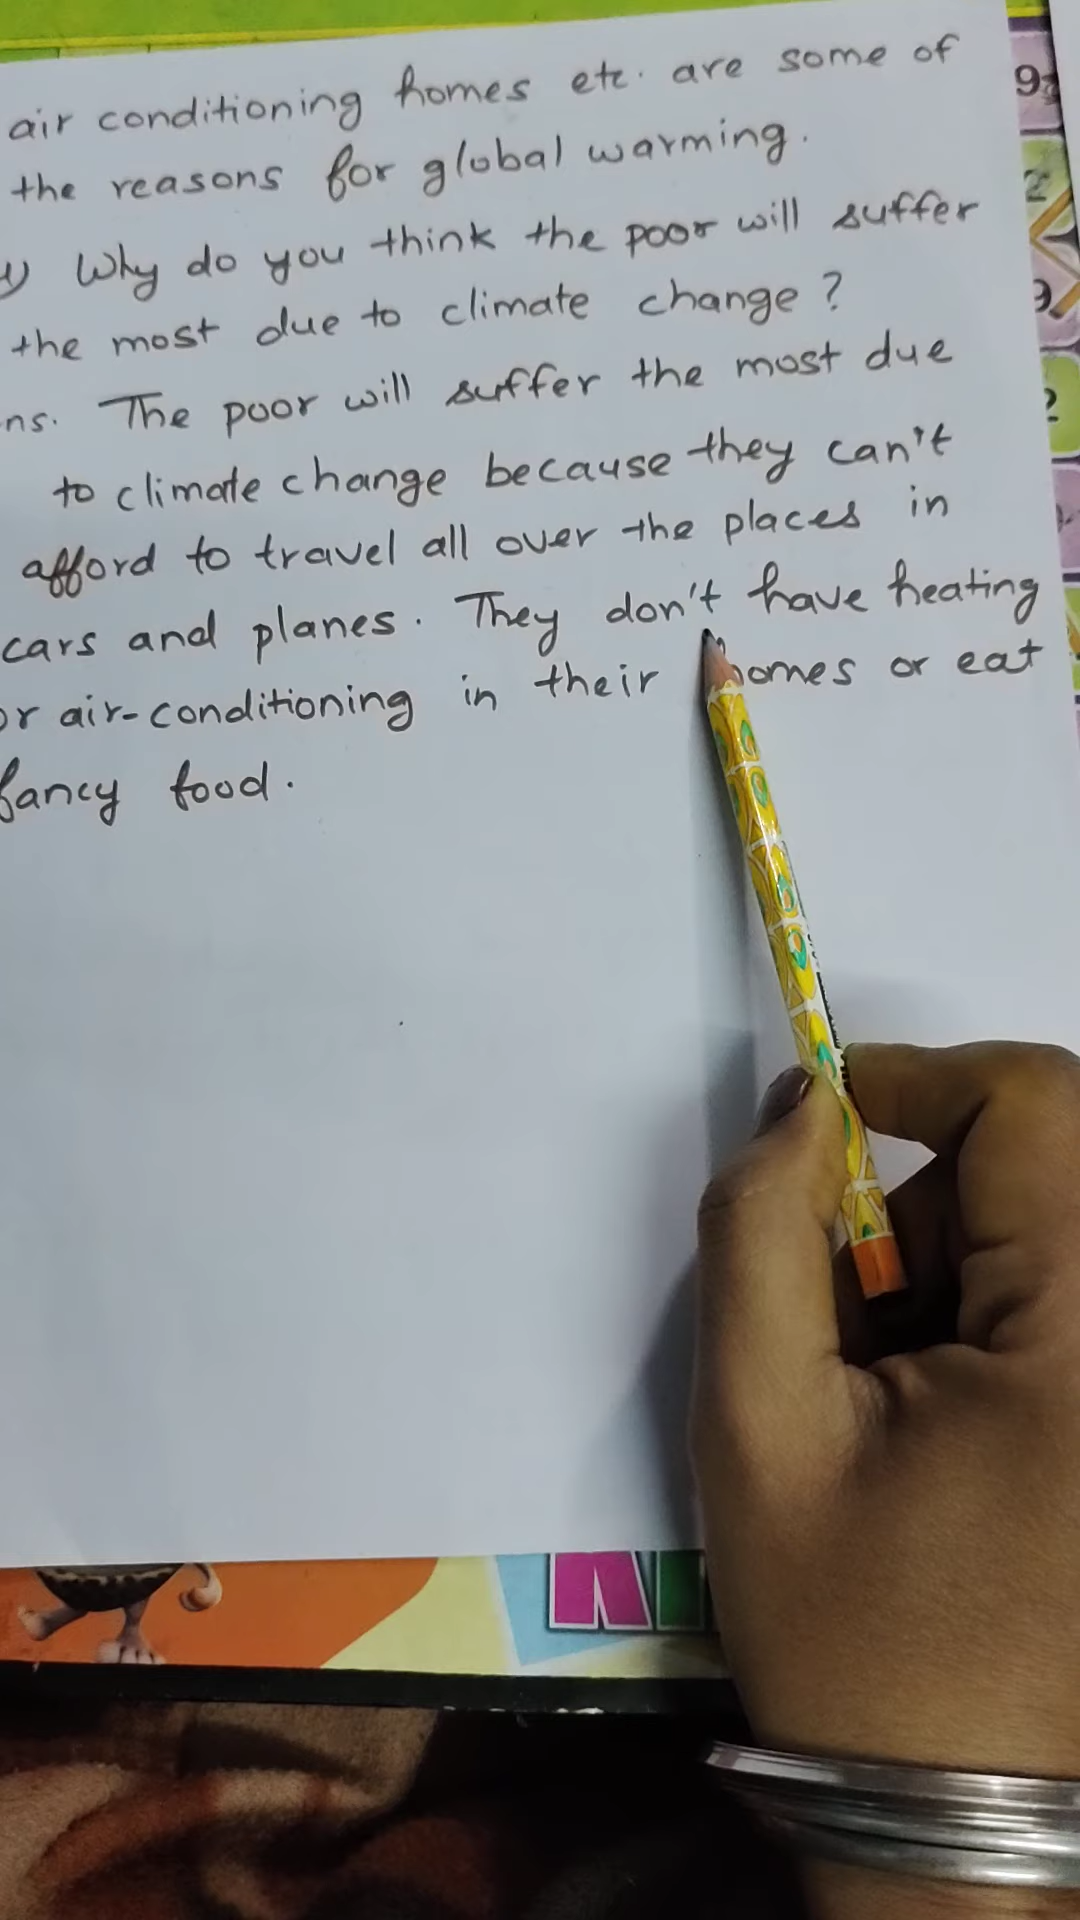 air conditioning homes etc. are some of
the reasons for global warming.
Why do you think the poor will suffer
the most due to climate change?
ns. The poor will suffer the most due
to climate change because they can't
afford to travel all over the places in
cars and planes. They don't have heating
or air-conditioning in their homes or eat
fancy food.